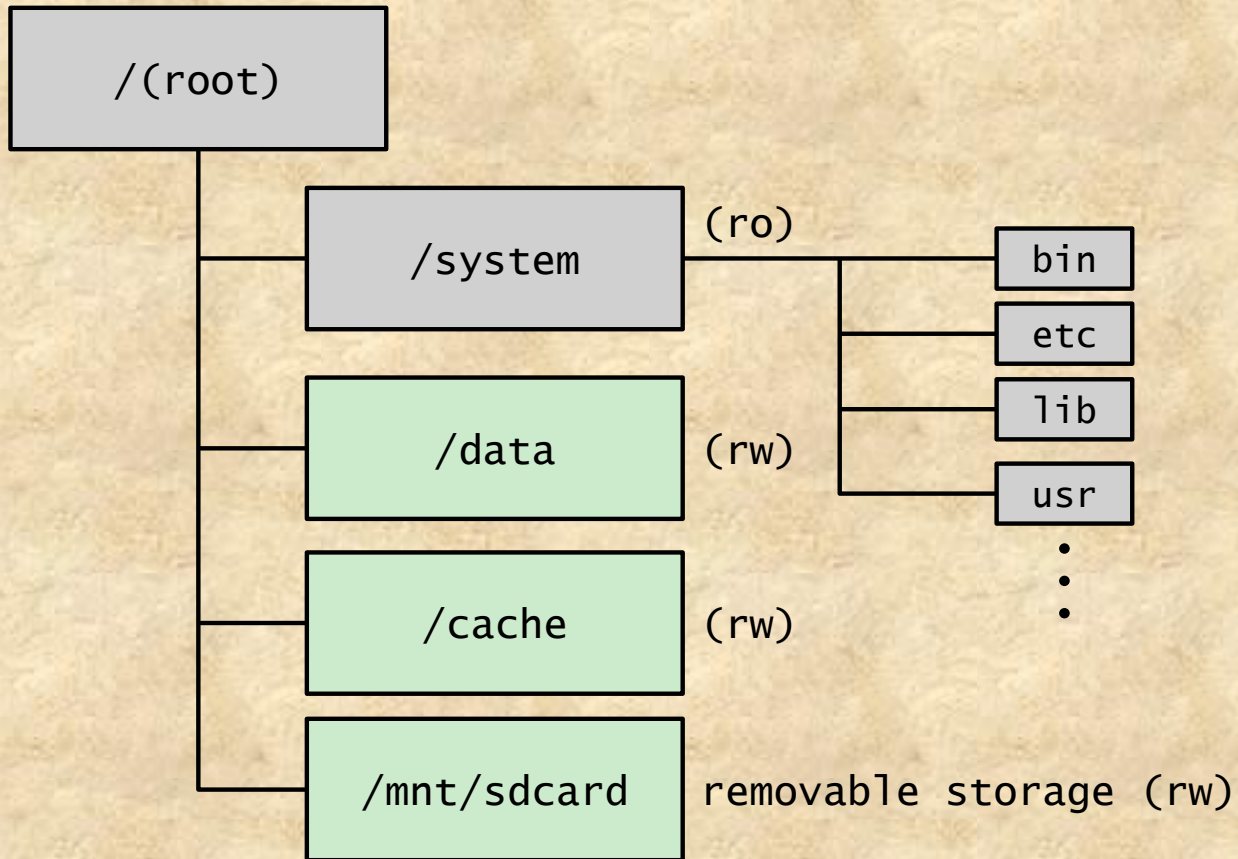 /(root)
/system
(ro)
bin
etc
lib
usr
/data
(rw)
/cache
(rw)
/mnt/sdcard
removable storage (rw)